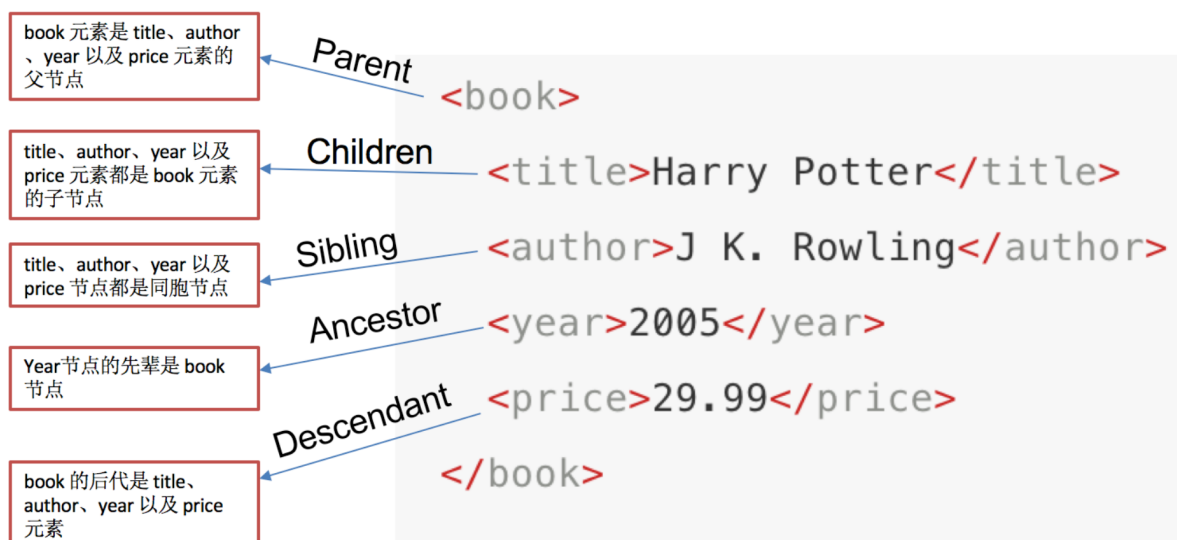 book 元素是 title、author
、year 以及 price 元素的
父节点
Parent
<book>
title、author、year 以及
price 元素都是 book 元素
的子节点
Children
<title>Harry Potter</title>
title、author、year 以及
price 节点都是同胞节点
Sibling
<author>J K. Rowling</author>
Year节点的先辈是 book
节点
Ancestor
<year>2005</year>
book 的后代是 title、
author、year 以及 price
元素
Descendant
<price>29.99</price>
</book>